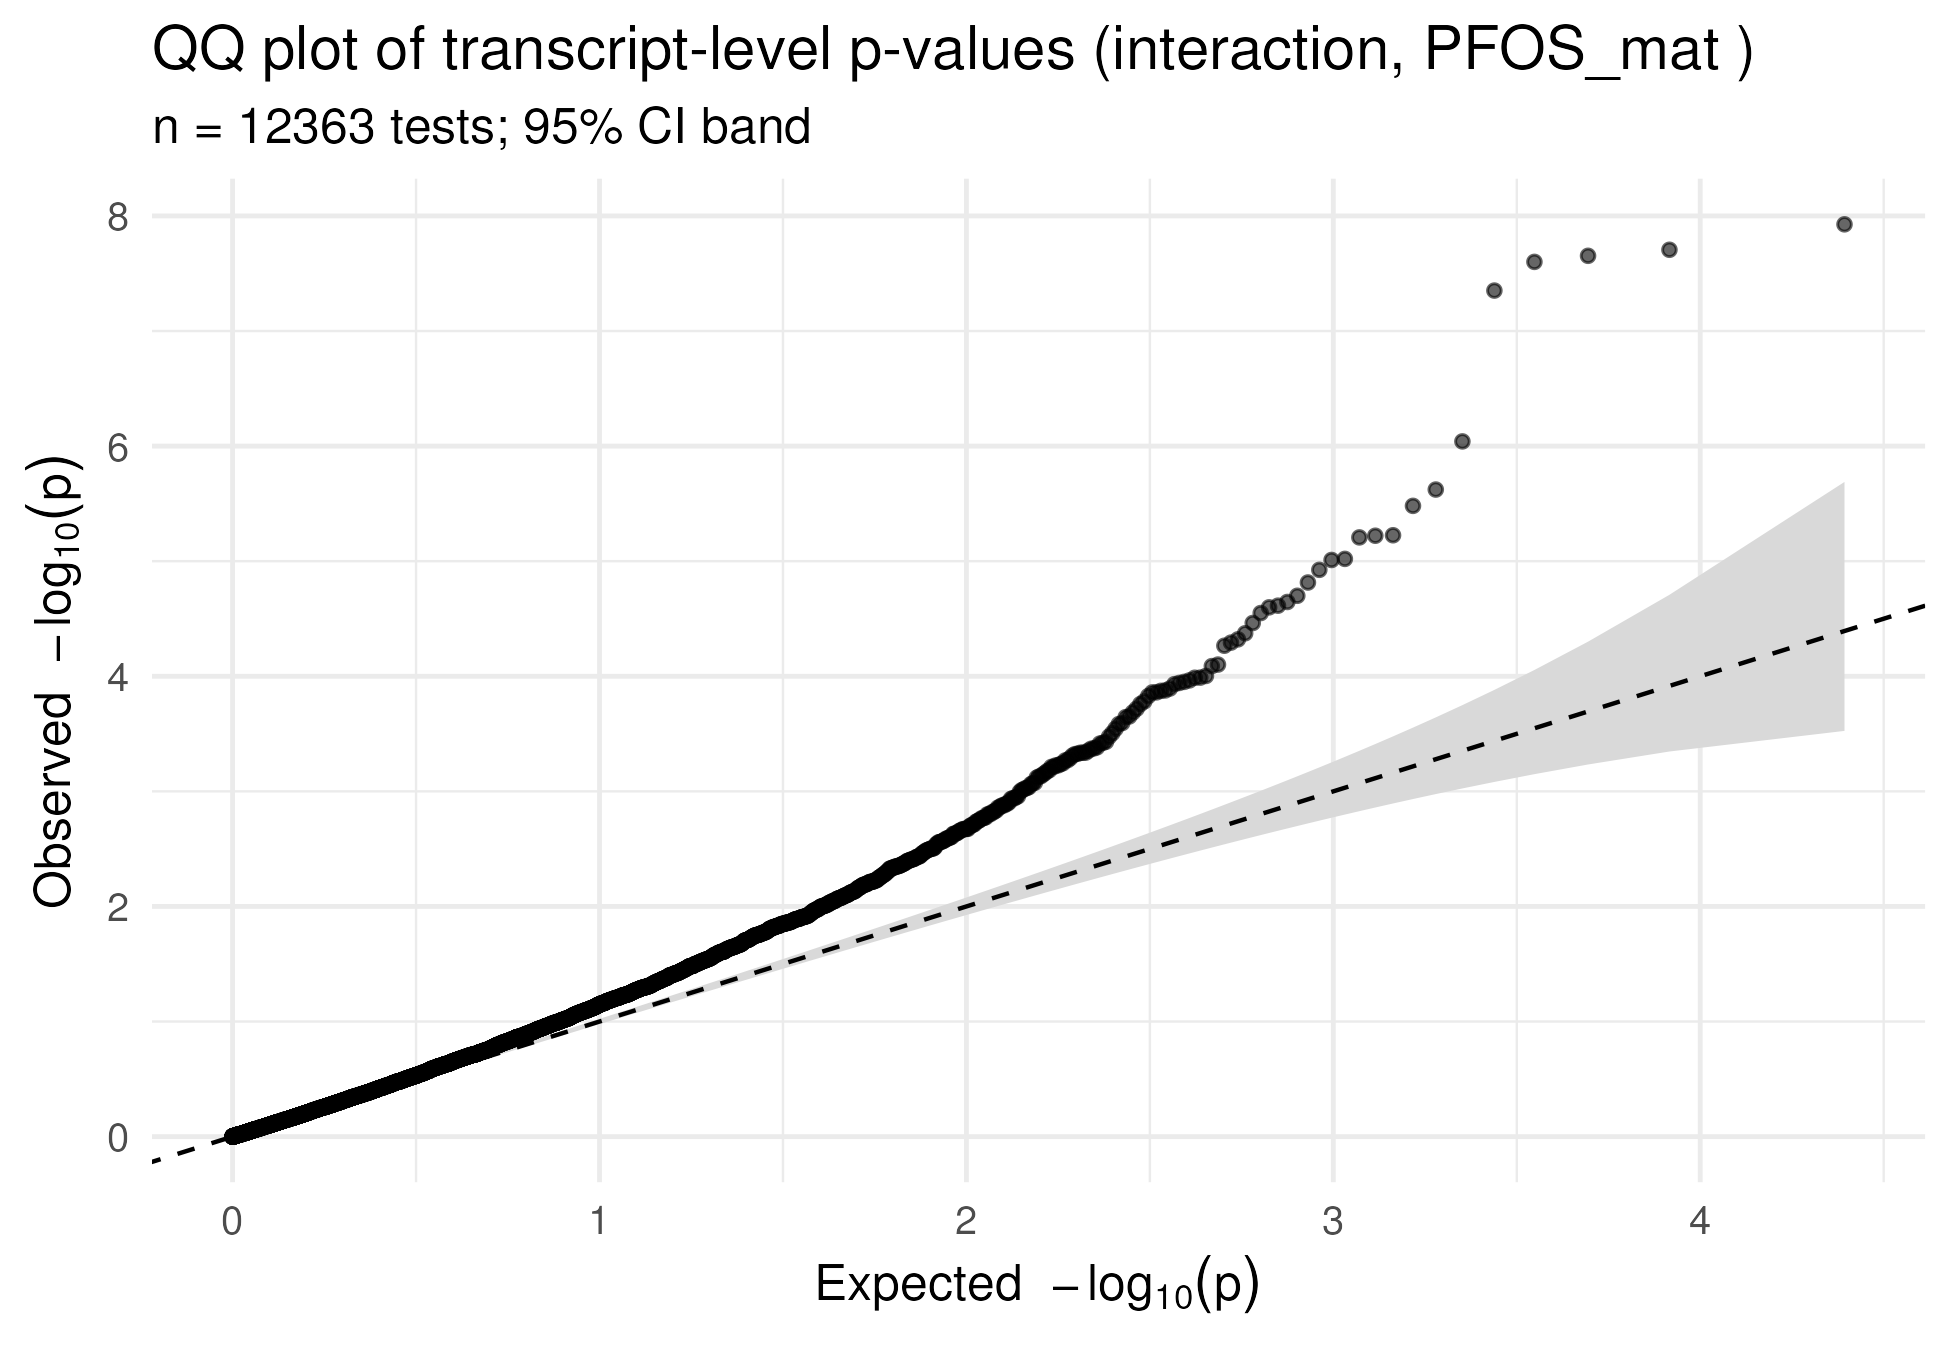 QQ plot of transcript-level p-values (interaction, PFOS_mat )
n = 12363 tests; 95% CI band
8
6
4
2
0
Observed −log10(p)
0 1 2 3 4
Expected −log10(p)